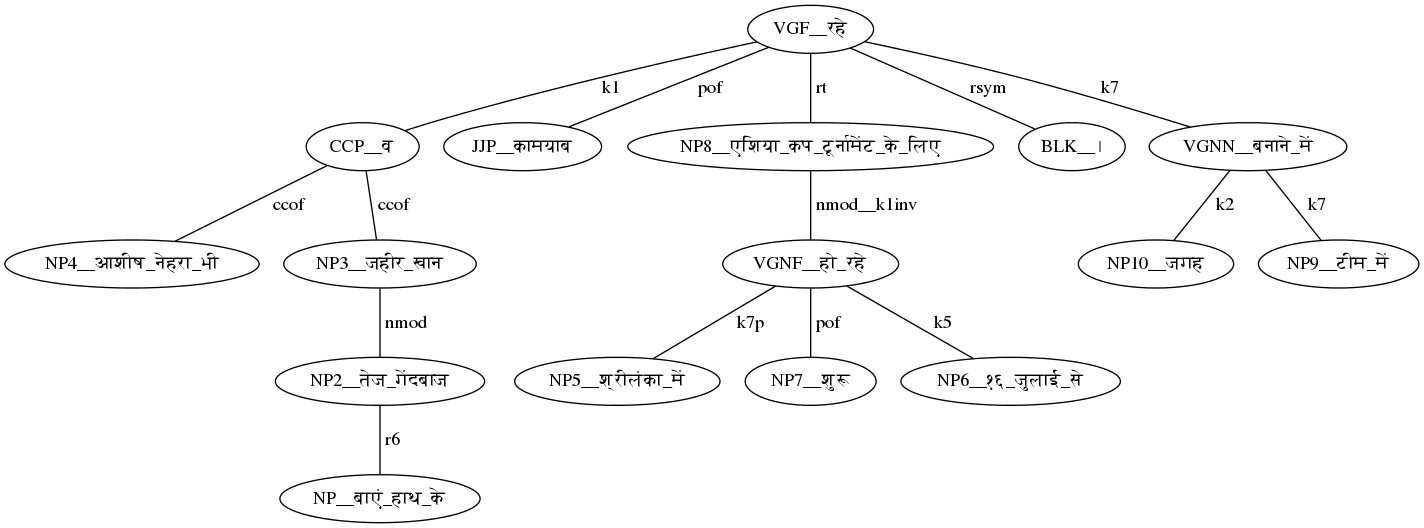 VGF__रहे
k1 pof rt rsym k7
CCP__व JJP__कामयाब NP8__एशिया_कप_टूर्नामेंट_के_लिए BLK__। VGNN__बनाने_में
ccof ccof nmod__k1inv k2 k7
NP4__आशीष_नेहरा_भी NP3__जहीर_खान VGNF__हो_रहे NP10__जगह NP9__टीम_में
nmod k7p pof k5
NP2__तेज_गेंदबाज NP5__श्रीलंका_में NP7__शुरू NP6__१६_जुलाई_से
r6
NP__बाएं_हाथ_के